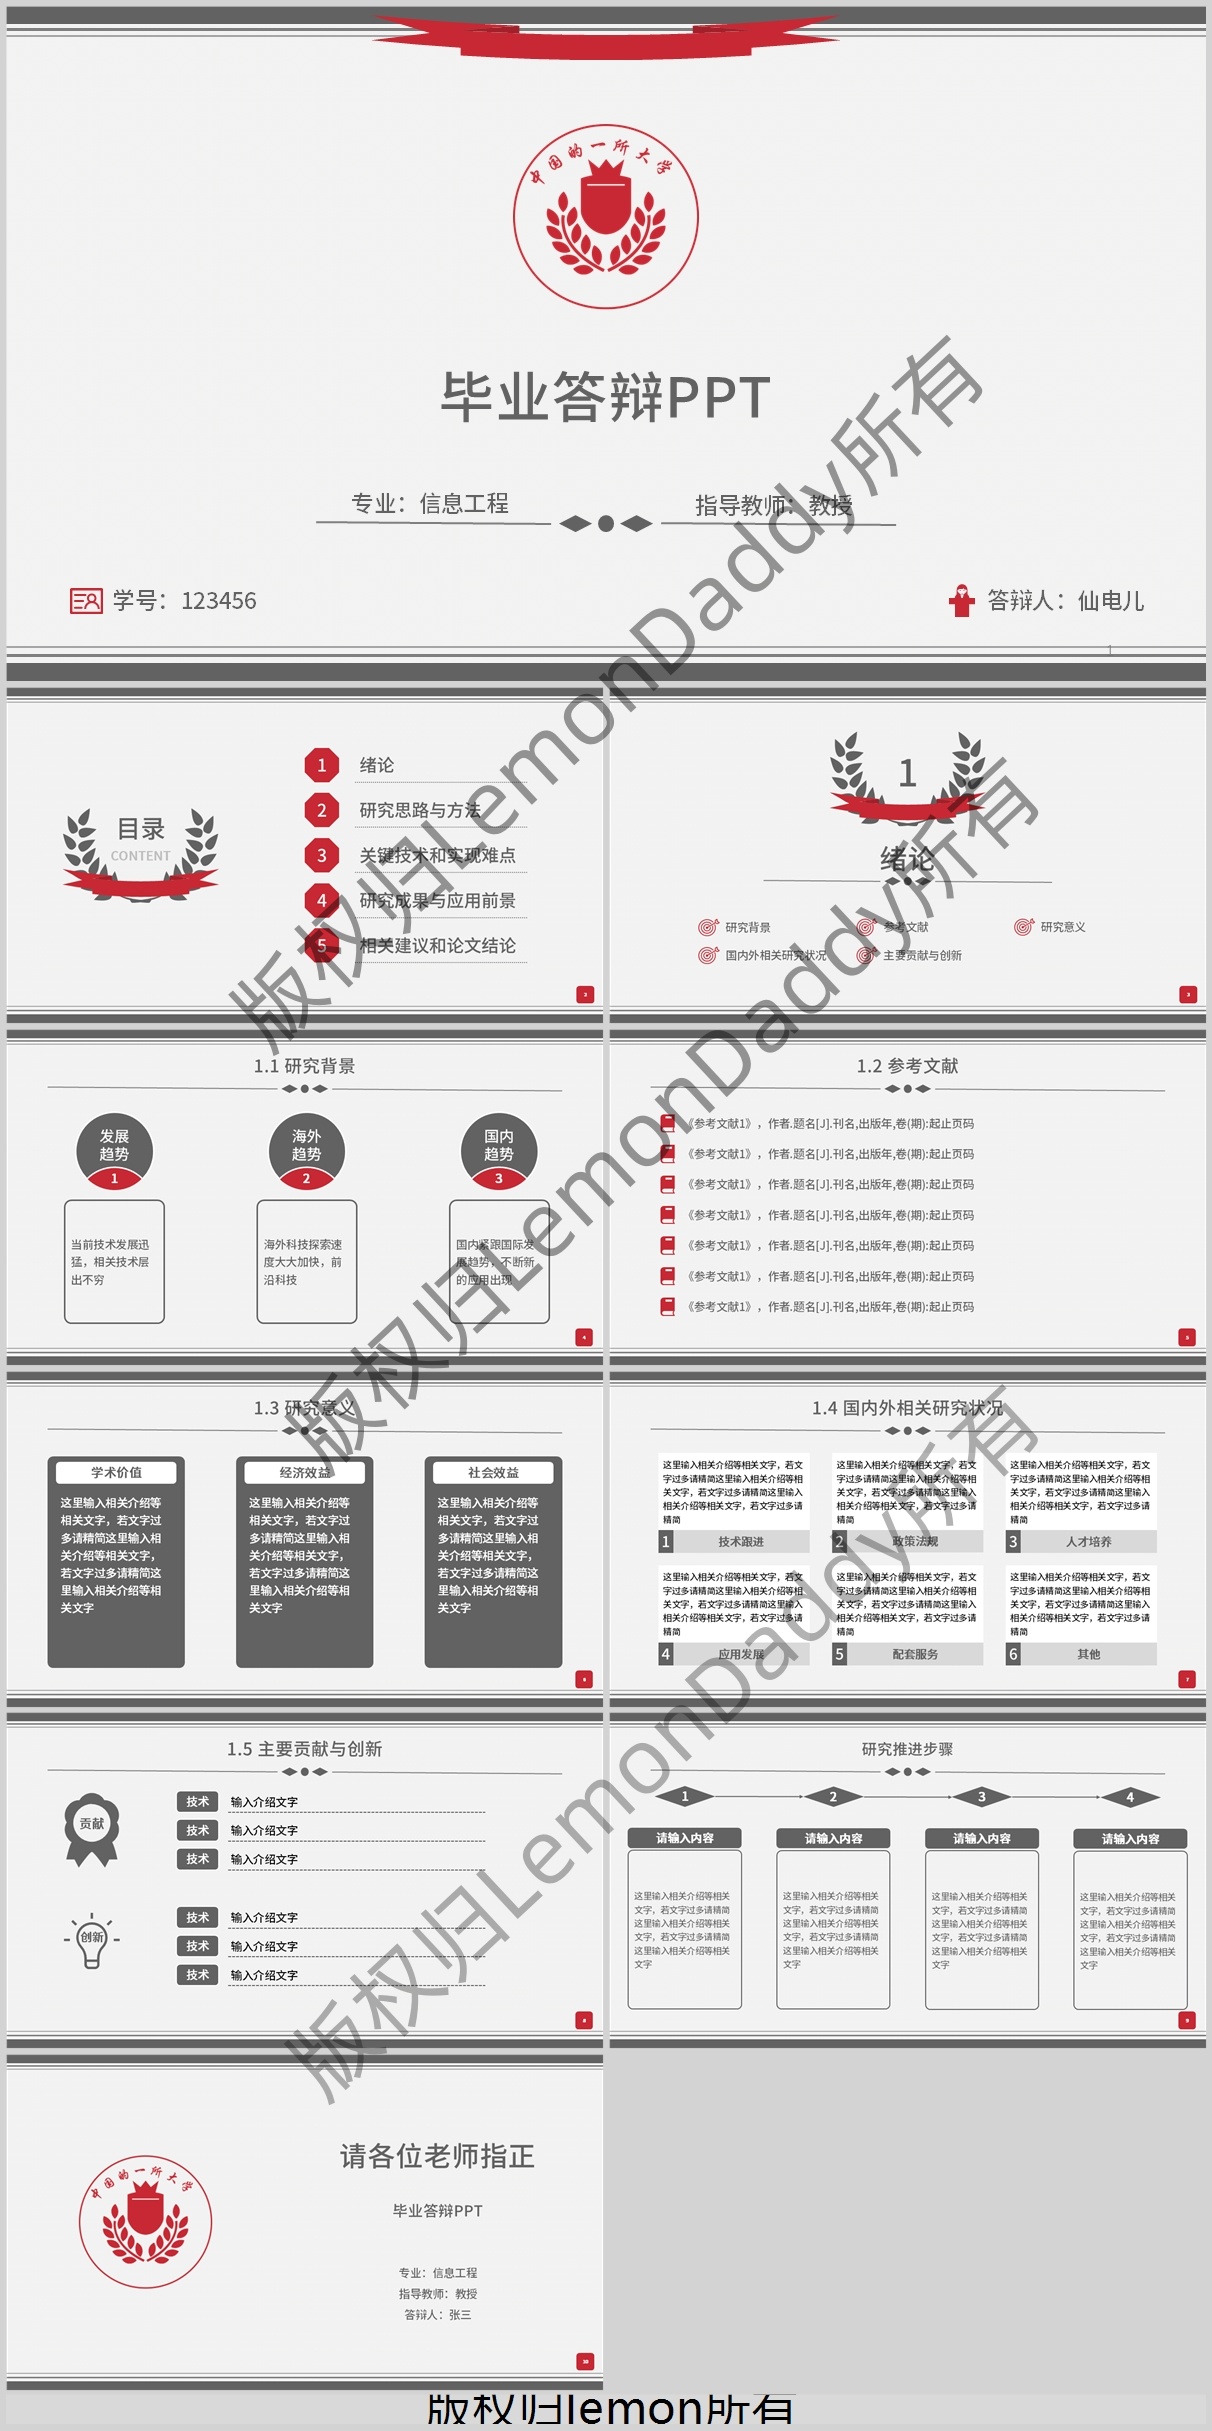 中国的一所大学
毕业答辩PPT
专业：信息工程
指导教师：教授
学号：123456
答辩人：仙电儿
1
目录
CONTENT
1 绪论
2 研究思路与方法
3 关键技术和实现难点
4 研究成果与应用前景
5 相关建议和论文结论
2
1
绪论
研究背景
参考文献
研究意义
国内外相关研究状况
主要贡献与创新
3
1.1 研究背景
发展
趋势
1
当前技术发展迅
猛，相关技术层
出不穷
海外
趋势
2
海外科技探索速
度大大加快，前
沿科技
国内
趋势
3
国内紧跟国际发
展趋势，不断新
的应用出现
4
1.2 参考文献
《参考文献1》，作者.题名[J].刊名,出版年,卷(期):起止页码
《参考文献1》，作者.题名[J].刊名,出版年,卷(期):起止页码
《参考文献1》，作者.题名[J].刊名,出版年,卷(期):起止页码
《参考文献1》，作者.题名[J].刊名,出版年,卷(期):起止页码
《参考文献1》，作者.题名[J].刊名,出版年,卷(期):起止页码
《参考文献1》，作者.题名[J].刊名,出版年,卷(期):起止页码
《参考文献1》，作者.题名[J].刊名,出版年,卷(期):起止页码
5
1.3 研究意义
学术价值
这里输入相关介绍等
相关文字，若文字过
多请精简这里输入相
关介绍等相关文字，
若文字过多请精简这
里输入相关介绍等相
关文字
经济效益
这里输入相关介绍等
相关文字，若文字过
多请精简这里输入相
关介绍等相关文字，
若文字过多请精简这
里输入相关介绍等相
关文字
社会效益
这里输入相关介绍等
相关文字，若文字过
多请精简这里输入相
关介绍等相关文字，
若文字过多请精简这
里输入相关介绍等相
关文字
6
1.4 国内外相关研究状况
这里输入相关介绍等相关文字，若文
字过多请精简这里输入相关介绍等相
关文字，若文字过多请精简这里输入
相关介绍等相关文字，若文字过多请
精简
1 技术跟进
这里输入相关介绍等相关文字，若文
字过多请精简这里输入相关介绍等相
关文字，若文字过多请精简这里输入
相关介绍等相关文字，若文字过多请
精简
2 政策法规
这里输入相关介绍等相关文字，若文
字过多请精简这里输入相关介绍等相
关文字，若文字过多请精简这里输入
相关介绍等相关文字，若文字过多请
精简
3 人才培养
这里输入相关介绍等相关文字，若文
字过多请精简这里输入相关介绍等相
关文字，若文字过多请精简这里输入
相关介绍等相关文字，若文字过多请
精简
4 应用发展
这里输入相关介绍等相关文字，若文
字过多请精简这里输入相关介绍等相
关文字，若文字过多请精简这里输入
相关介绍等相关文字，若文字过多请
精简
5 配套服务
这里输入相关介绍等相关文字，若文
字过多请精简这里输入相关介绍等相
关文字，若文字过多请精简这里输入
相关介绍等相关文字，若文字过多请
精简
6 其他
7
1.5 主要贡献与创新
贡献
技术 输入介绍文字
技术 输入介绍文字
技术 输入介绍文字
创新
技术 输入介绍文字
技术 输入介绍文字
技术 输入介绍文字
8
研究推进步骤
1
2
3
4
请输入内容
这里输入相关介绍等相关
文字，若文字过多请精简
这里输入相关介绍等相关
文字，若文字过多请精简
这里输入相关介绍等相关
文字
请输入内容
这里输入相关介绍等相关
文字，若文字过多请精简
这里输入相关介绍等相关
文字，若文字过多请精简
这里输入相关介绍等相关
文字
请输入内容
这里输入相关介绍等相关
文字，若文字过多请精简
这里输入相关介绍等相关
文字，若文字过多请精简
这里输入相关介绍等相关
文字
请输入内容
这里输入相关介绍等相关
文字，若文字过多请精简
这里输入相关介绍等相关
文字，若文字过多请精简
这里输入相关介绍等相关
文字
9
中国的一所大学
请各位老师指正
毕业答辩PPT
专业：信息工程
指导教师：教授
答辩人：张三
10
版权归LemonDaddy所有
版权归LemonDaddy所有
版权归LemonDaddy所有
版权归lemon所有